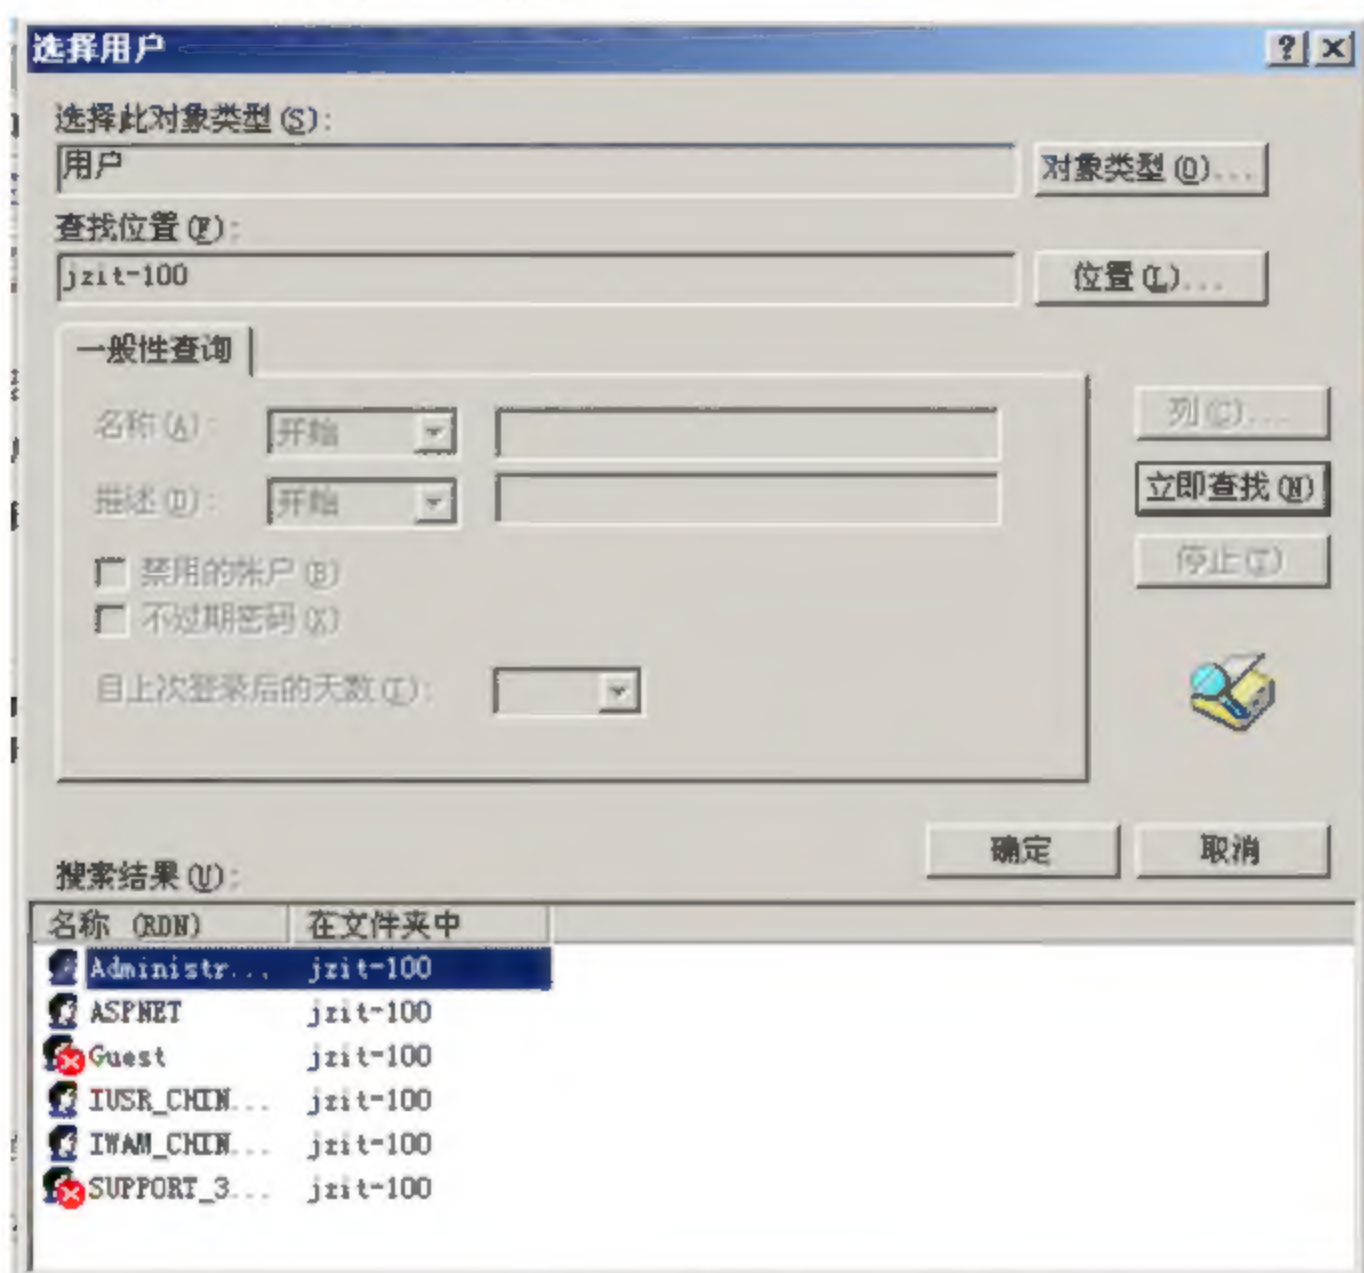 选择用户
选择此对象类型(S):
用户
对象类型(O)...
查找位置(F):
jzit-100
位置(L)...
一般性查询
名称(A): 开始
列(C)...
描述(D): 开始
立即查找(N)
禁用的帐户(B)
停止(T)
不过期密码(X)
自上次登录后的天数(I):
确定 取消
搜索结果(U):
名称 (RDN) 在文件夹中
Administr... jzit-100
ASPNET jzit-100
Guest jzit-100
IUSR_CHIN... jzit-100
IWAM_CHIN... jzit-100
SUPPORT_3... jzit-100